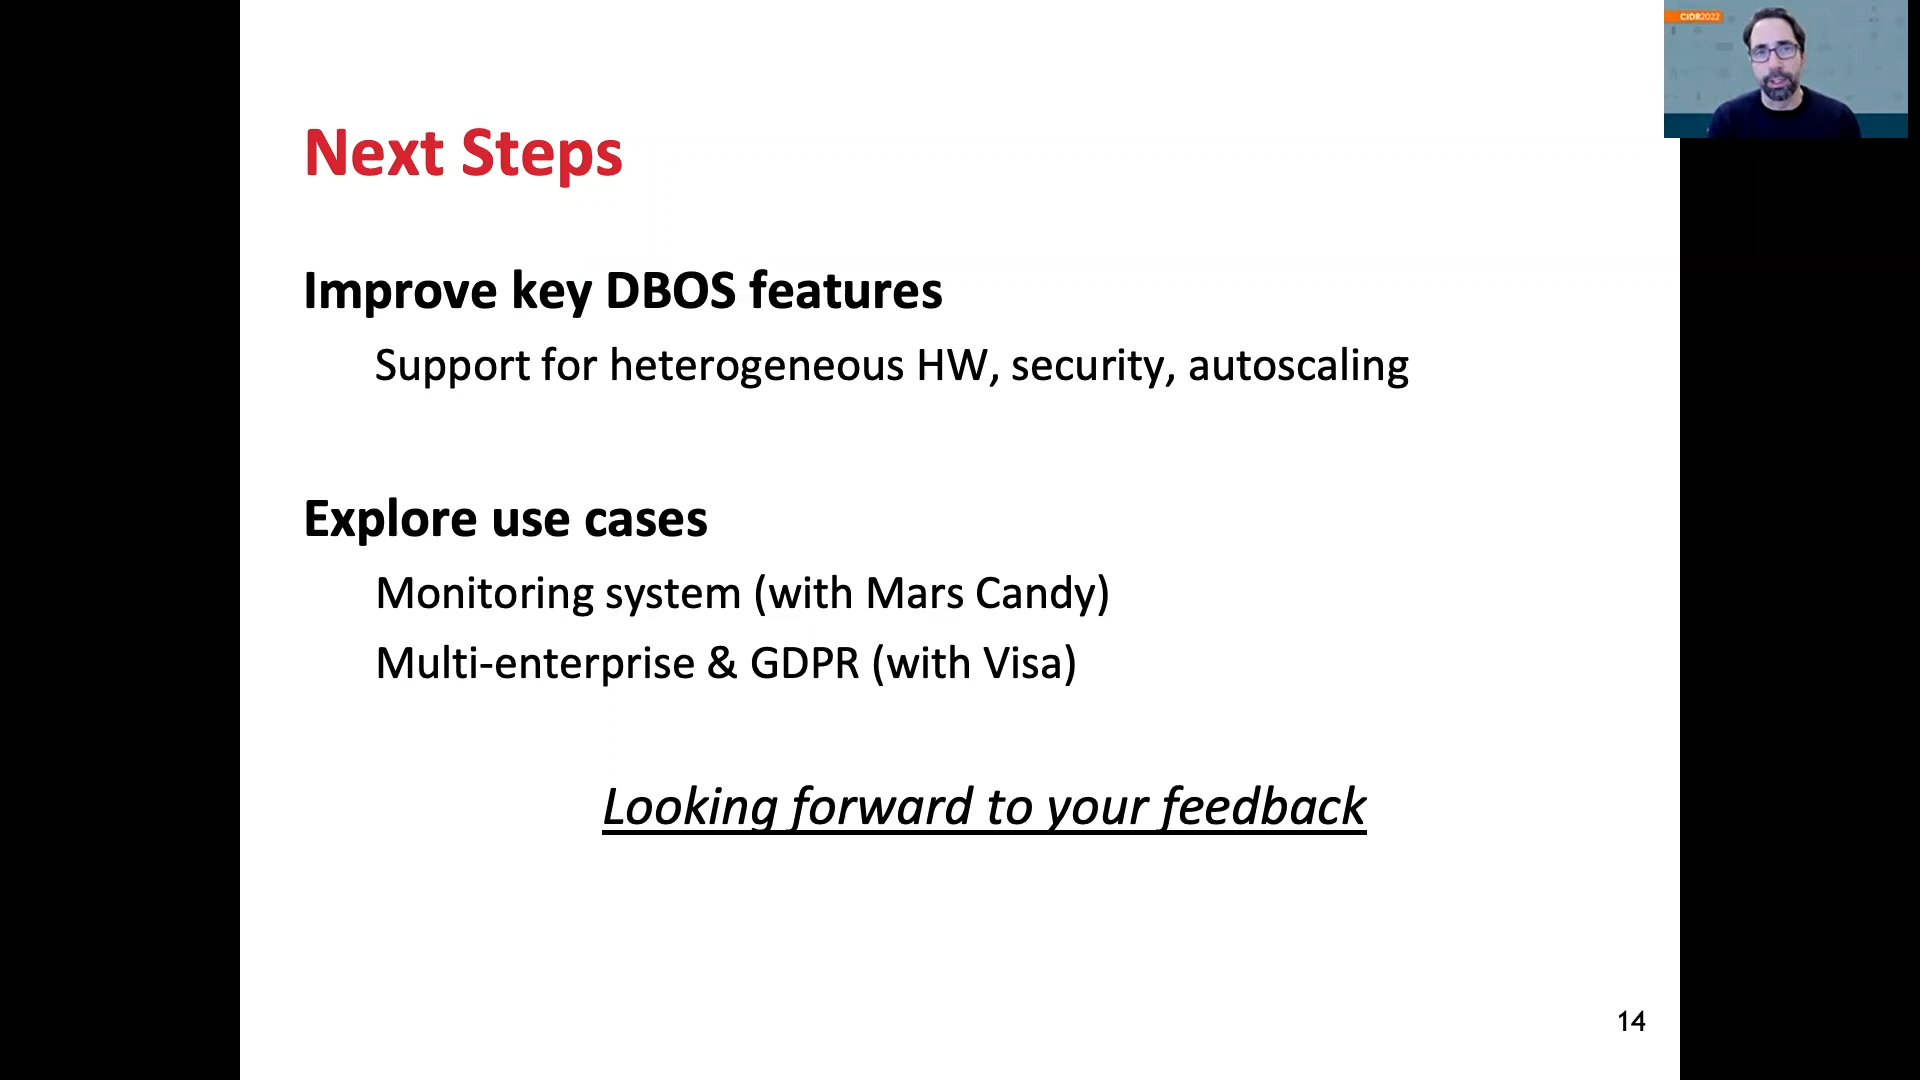 CIDR2022
Next Steps
Improve key DBOS features
Support for heterogeneous HW, security, autoscaling
Explore use cases
Monitoring system (with Mars Candy)
Multi-enterprise & GDPR (with Visa)
Looking forward to your feedback
14